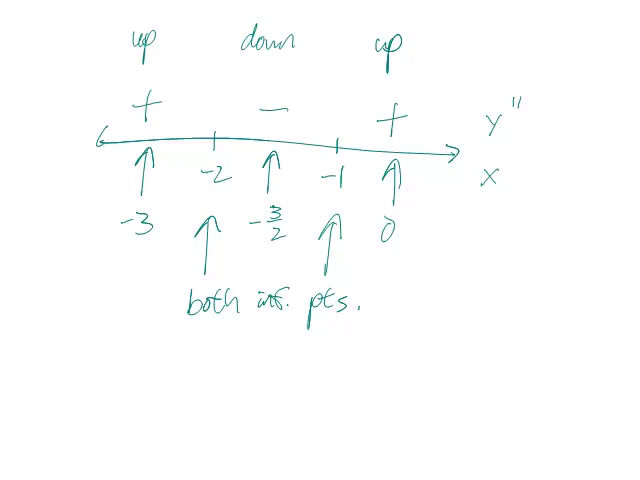 up down up
+ − + y''
-2 -1 x
-3 -3/2 0
both inf. pts.